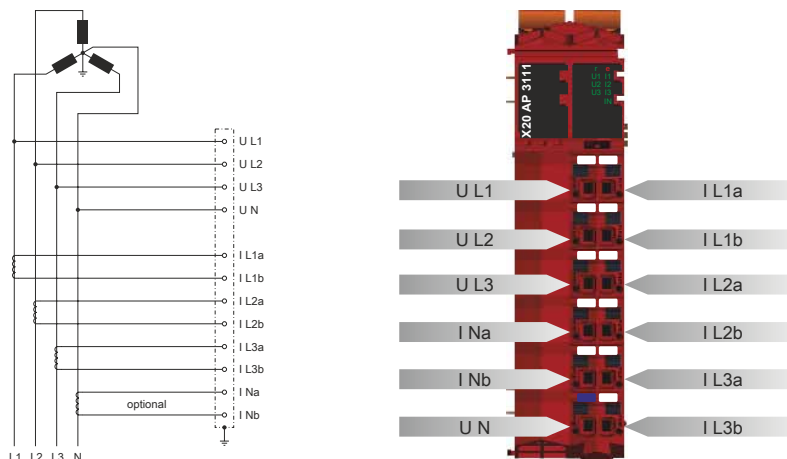 U L1
U L2
U L3
U N
I L1a
I L1b
I L2a
I L2b
I L3a
I L3b
I Na
optional
I Nb
L1 L2 L3 N
X20 AP 3111
r e
U1 I1
U2 I2
U3 I3
IN
U L1 I L1a
U L2 I L1b
U L3 I L2a
I Na I L2b
I Nb I L3a
U N I L3b